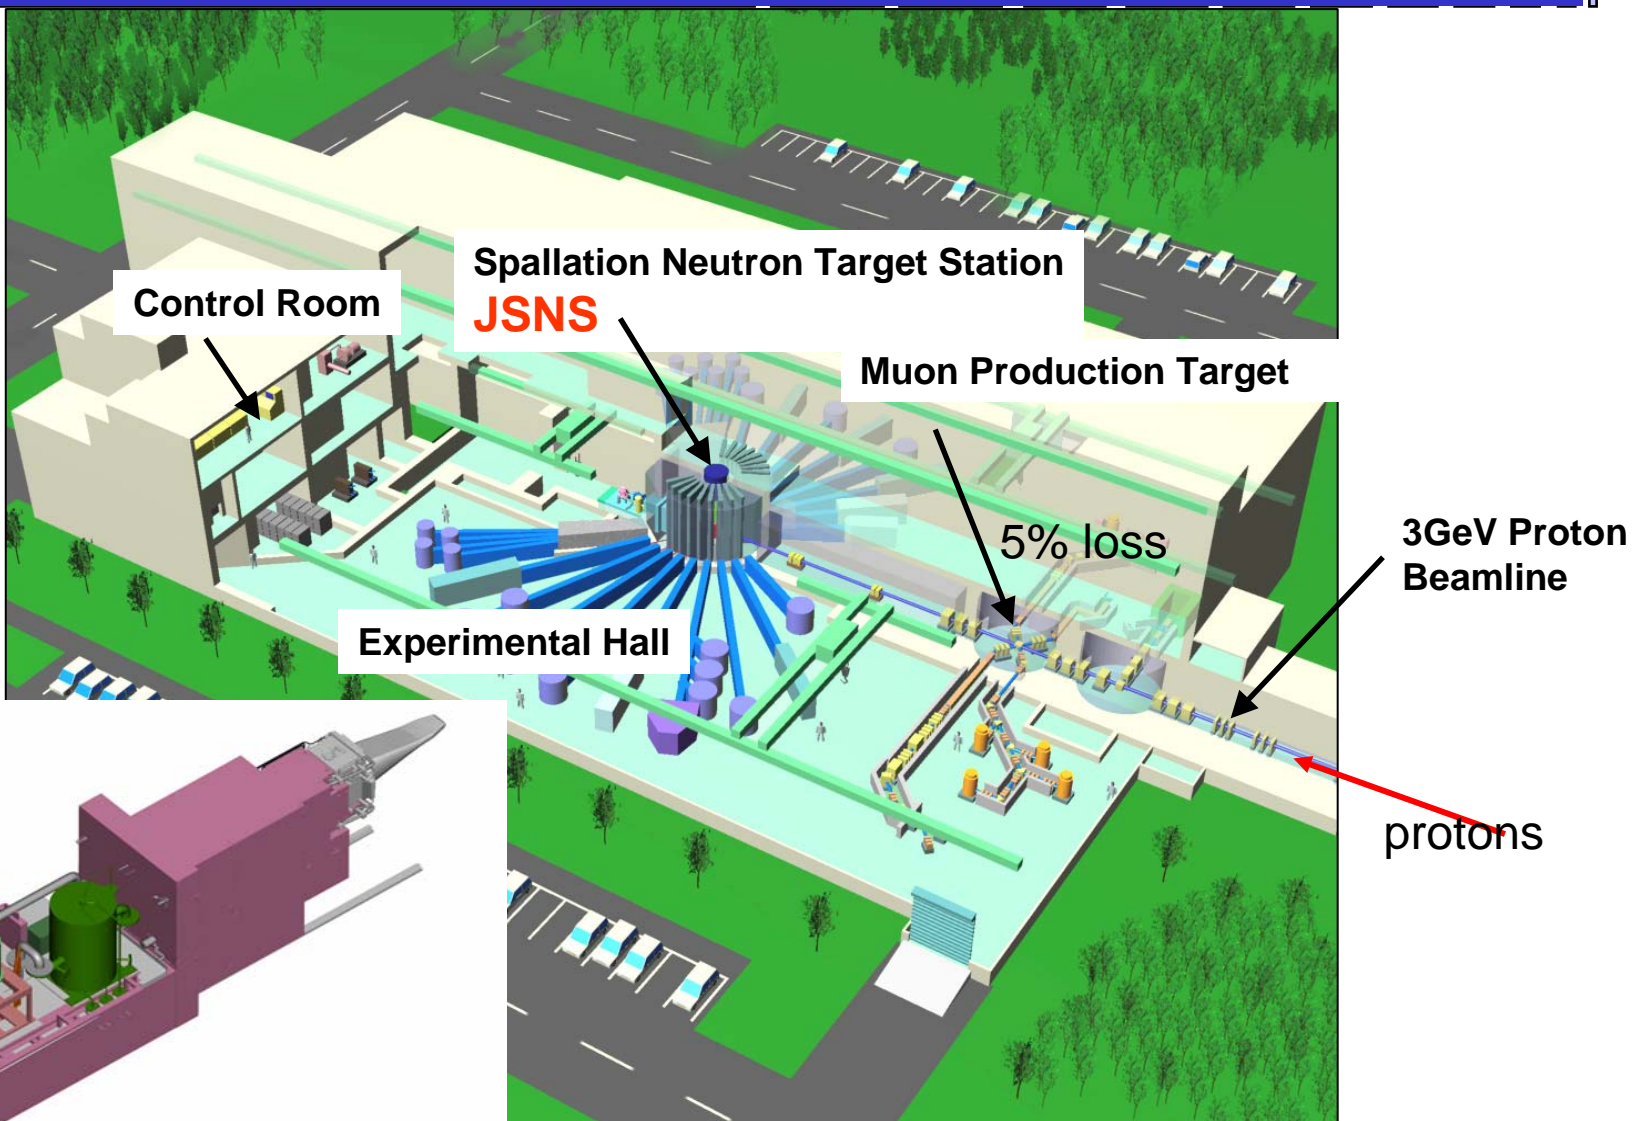 Spallation Neutron Target Station
JSNS
Control Room
Muon Production Target
5% loss
3GeV Proton
Beamline
Experimental Hall
protons